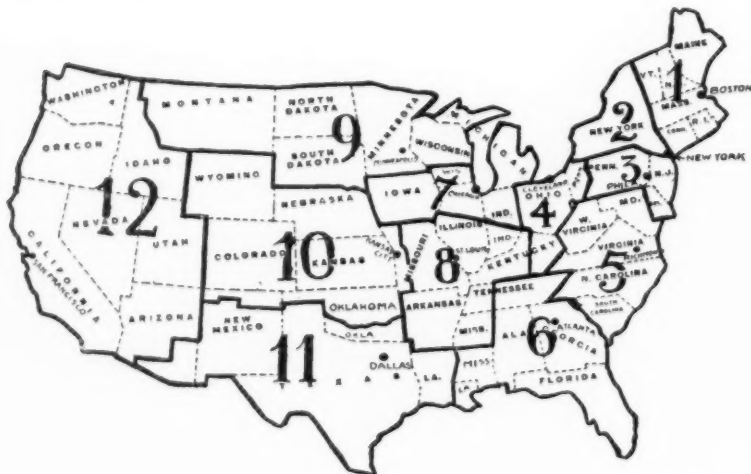 MAINE
WASHINGTON
MONTANA
NORTH DAKOTA
MINNESOTA
VT.
1
BOSTON
MASS
OREGON
IDAHO
9
MINNEAPOLIS
WISCONSIN
MICHIGAN
2
NEW YORK
CONN.
R.I.
SOUTH DAKOTA
WYOMING
3
NEW YORK
PENN.
PHILA
N.J.
12
IOWA
7
CHICAGO
CLEVELAND
OHIO
4
IND.
NEBRASKA
NEVADA
UTAH
ILLINOIS
MD.
W. VIRGINIA
VIRGINIA
RICHMOND
COLORADO
10
KANSAS
KANSAS CITY
MISSOURI
ST.LOUIS
IND.
8
KENTUCKY
CALIFORNIA
SAN FRANCISCO
5
N. CAROLINA
TENNESSEE
SOUTH CAROLINA
ARIZONA
NEW MEXICO
OKLAHOMA
ARKANSAS
OKLA
MISS.
6
ALA
ATLANTA
GEORGIA
11
DALLAS
MISS
TEXAS
LA.
LA
FLORIDA